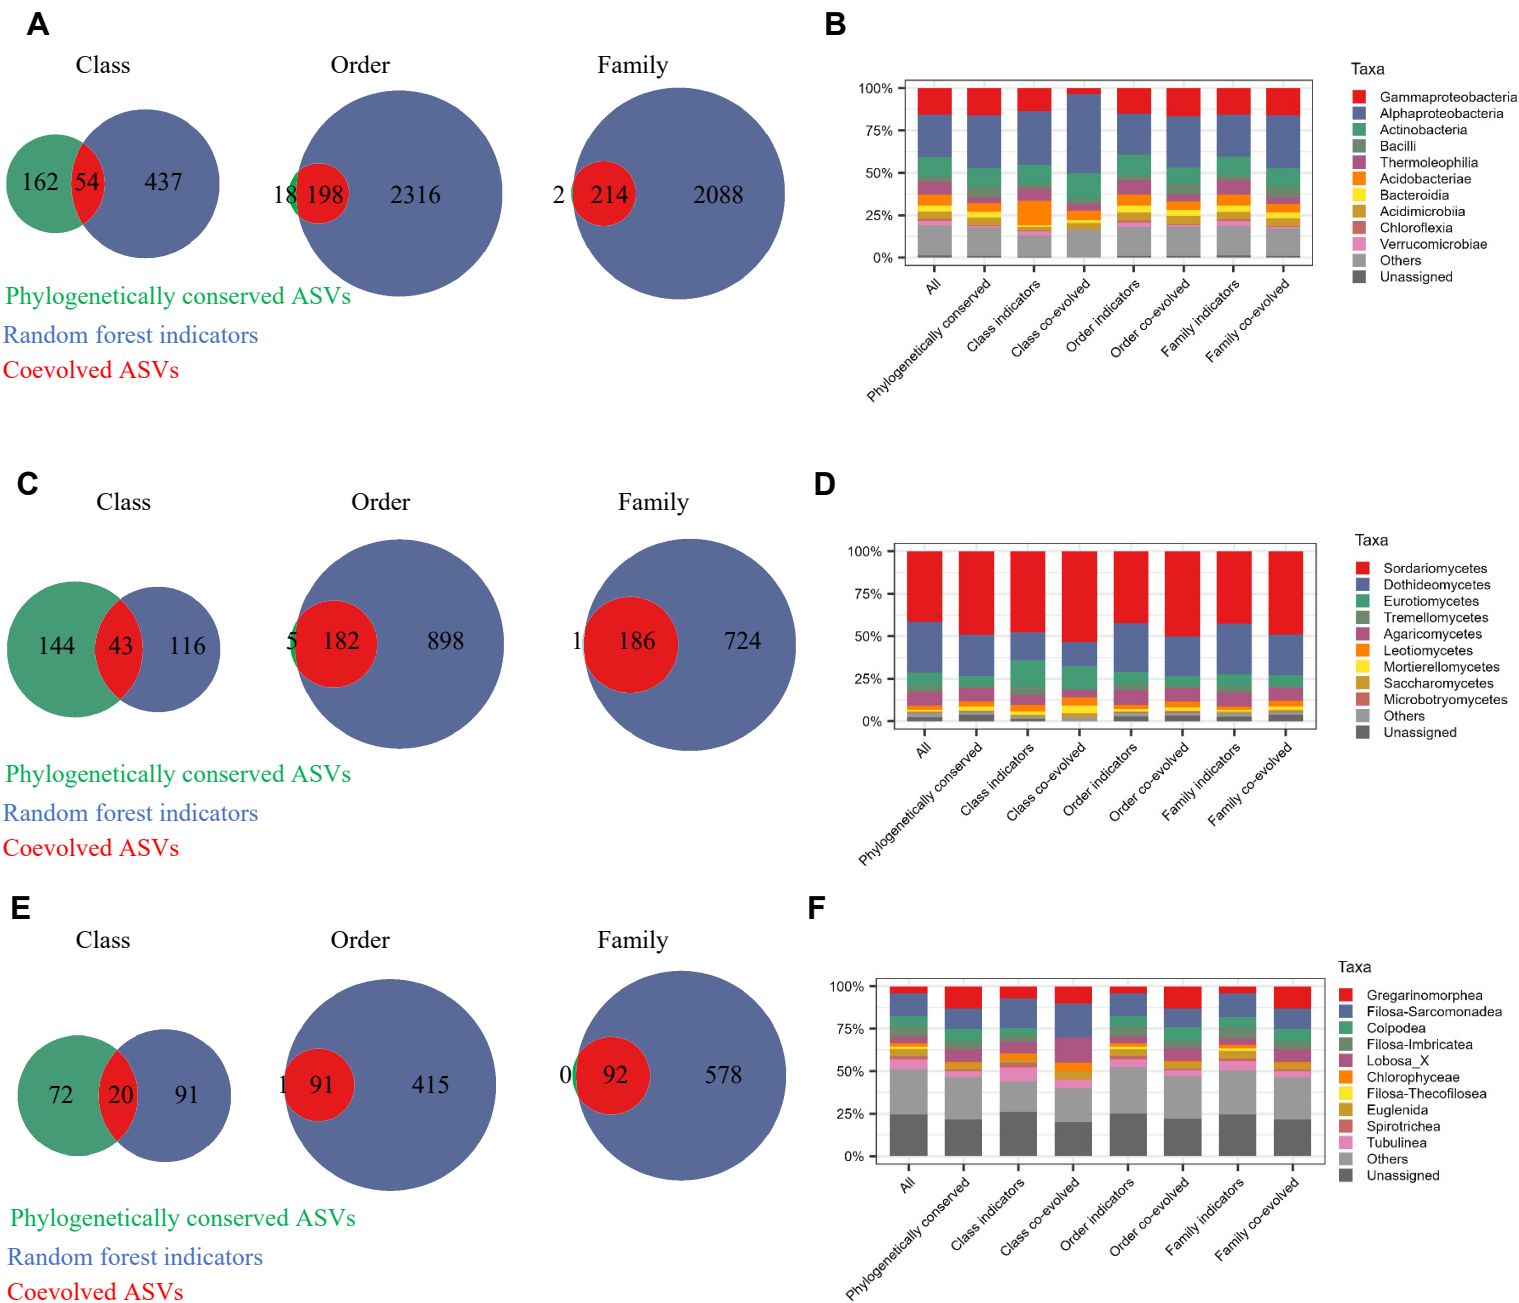 A
Class
Order
Family
162 54 437
18 198 2316
2 214 2088
Phylogenetically conserved ASVs
Random forest indicators
Coevolved ASVs
B
100%
75%
50%
25%
0%
All
Phylogenetically conserved
Class indicators
Class co-evolved
Order indicators
Order co-evolved
Family indicators
Family co-evolved
Taxa
Gammaproteobacteria
Alphaproteobacteria
Actinobacteria
Bacilli
Thermoleophilia
Acidobacteriae
Bacteroidia
Acidimicrobiia
Chloroflexia
Verrucomicrobiae
Others
Unassigned
C
Class
Order
Family
144 43 116
5 182 898
1 186 724
Phylogenetically conserved ASVs
Random forest indicators
Coevolved ASVs
D
100%
75%
50%
25%
0%
All
Phylogenetically conserved
Class indicators
Class co-evolved
Order indicators
Order co-evolved
Family indicators
Family co-evolved
Taxa
Sordariomycetes
Dothideomycetes
Eurotiomycetes
Tremellomycetes
Agaricomycetes
Leotiomycetes
Mortierellomycetes
Saccharomycetes
Microbotryomycetes
Others
Unassigned
E
Class
Order
Family
72 20 91
1 91 415
0 92 578
Phylogenetically conserved ASVs
Random forest indicators
Coevolved ASVs
F
100%
75%
50%
25%
0%
All
Phylogenetically conserved
Class indicators
Class co-evolved
Order indicators
Order co-evolved
Family indicators
Family co-evolved
Taxa
Gregarinomorphea
Filosa-Sarcomonadea
Colpodea
Filosa-Imbricatea
Lobosa_X
Chlorophyceae
Filosa-Thecofilosea
Euglenida
Spirotrichea
Tubulinea
Others
Unassigned